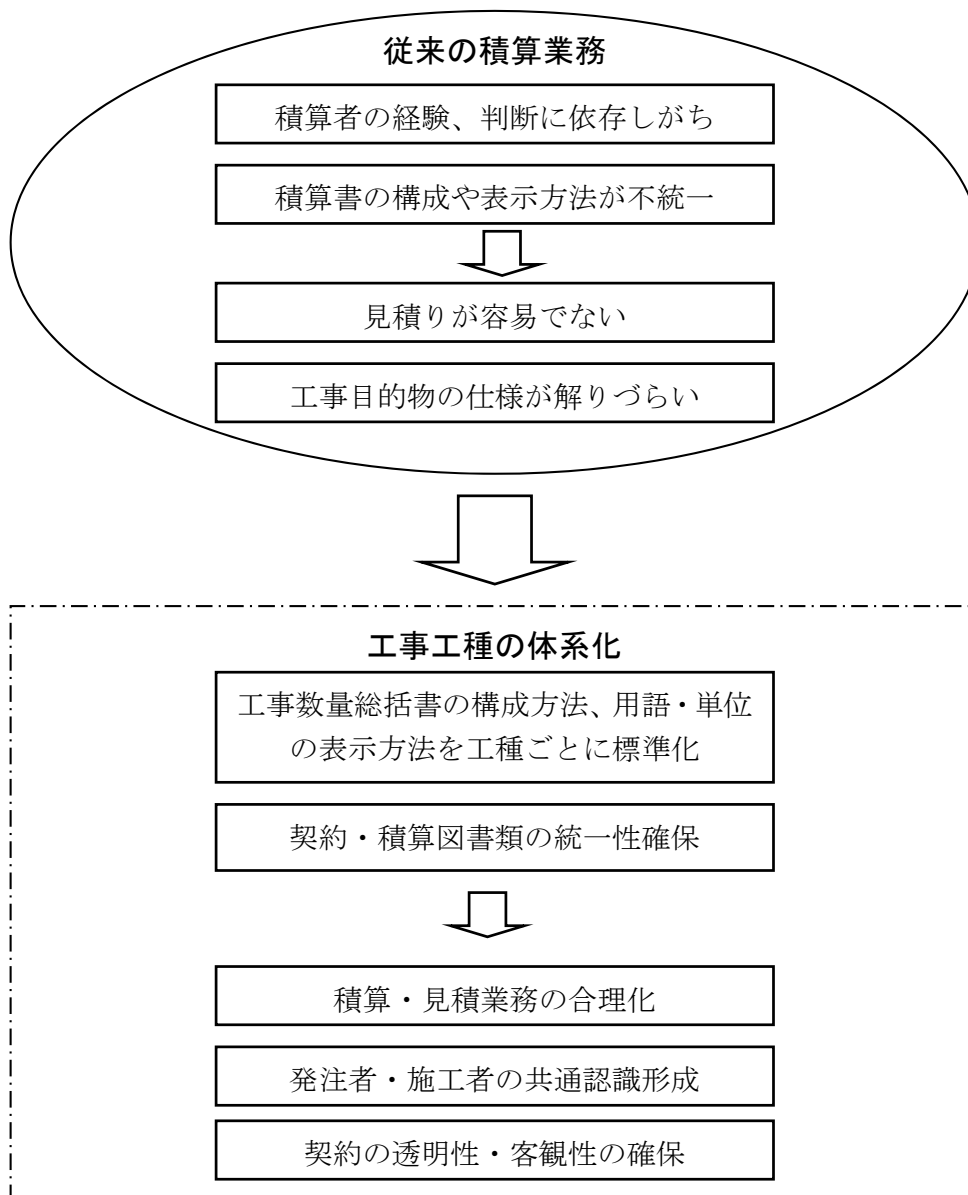 従来の積算業務
積算者の経験、判断に依存しがち
積算書の構成や表示方法が不統一
見積りが容易でない
工事目的物の仕様が解りづらい
工事工種の体系化
工事数量総括書の構成方法、用語・単位
の表示方法を工種ごとに標準化
契約・積算図書類の統一性確保
積算・見積業務の合理化
発注者・施工者の共通認識形成
契約の透明性・客観性の確保